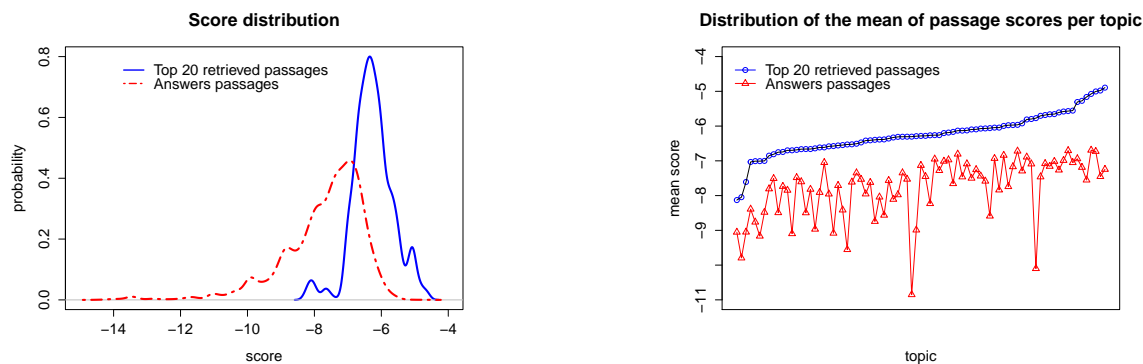 Score distribution
probability
0.8
0.6
0.4
0.2
0.0
Top 20 retrieved passages
Answers passages
−14
−12
−10
−8
−6
−4
score
Distribution of the mean of passage scores per topic
mean score
−4
−5
−6
−7
−8
−9
−11
Top 20 retrieved passages
Answers passages
topic